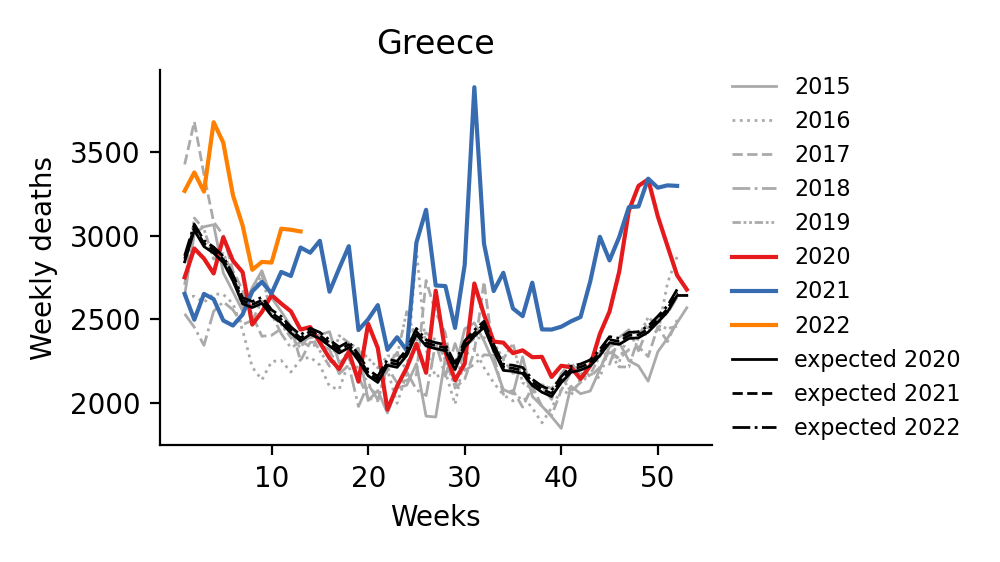 Greece
Weekly deaths
3500
3000
2500
2000
10 20 30 40 50
Weeks
2015
2016
2017
2018
2019
2020
2021
2022
expected 2020
expected 2021
expected 2022